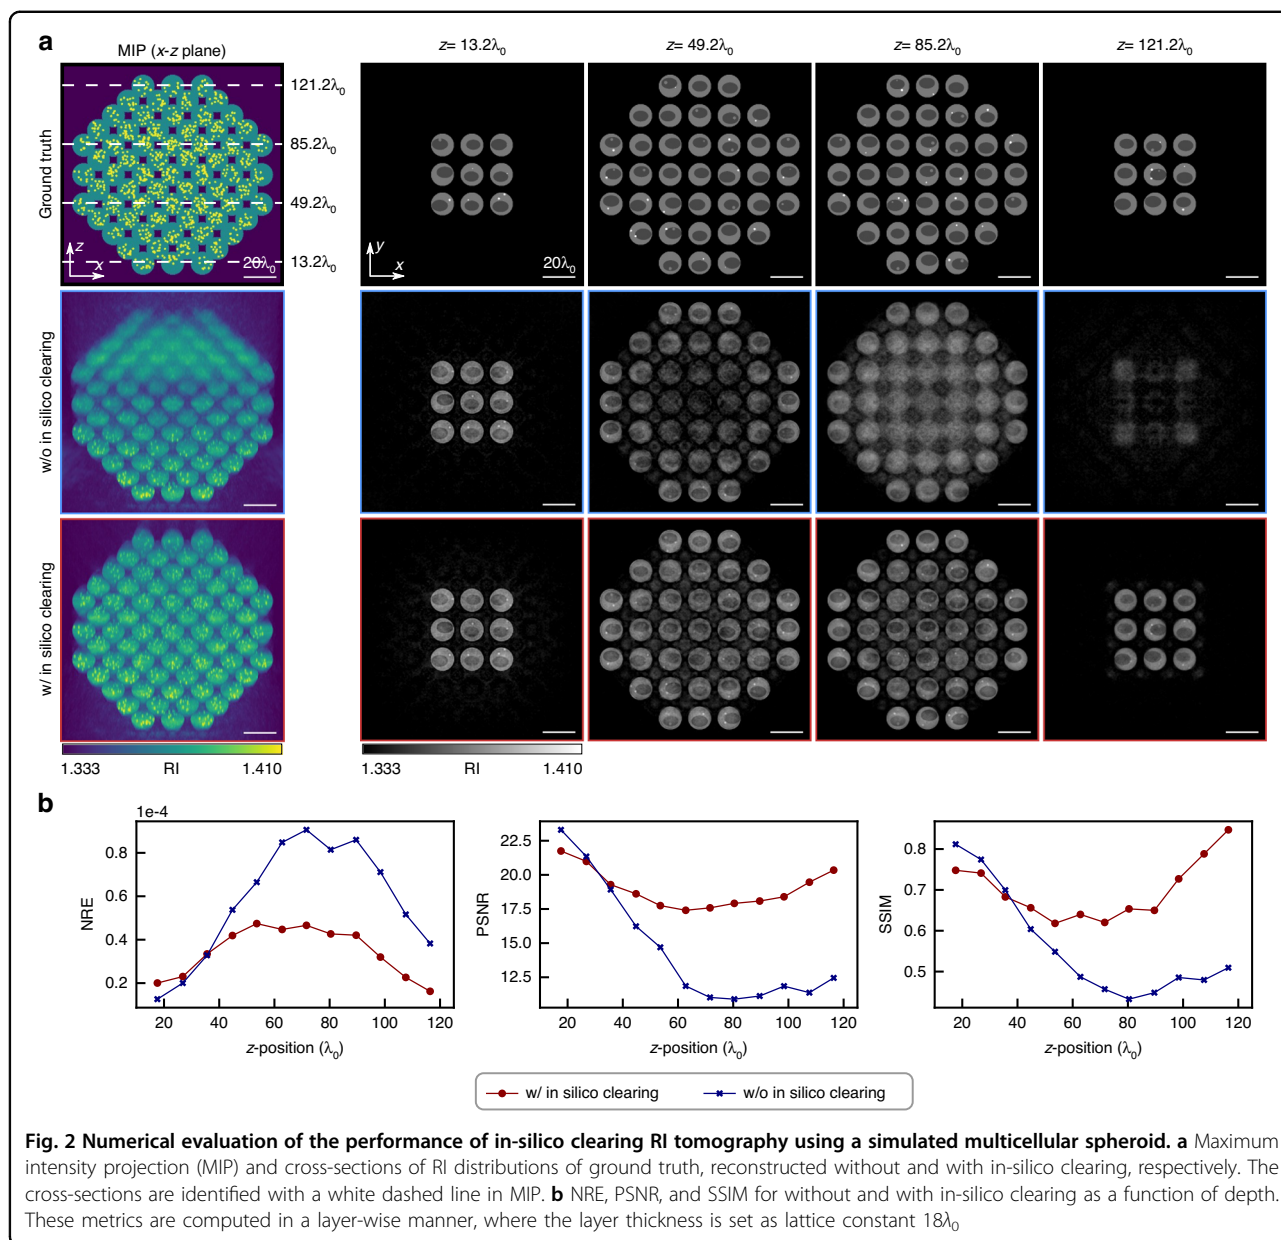 a
MIP (x-z plane)
z= 13.2λ₀
z= 49.2λ₀
z= 85.2λ₀
z= 121.2λ₀
Ground truth
121.2λ₀
85.2λ₀
49.2λ₀
13.2λ₀
z
x
20λ₀
y
x
20λ₀
w/o in silico clearing
w/ in silico clearing
1.333 RI 1.410
1.333 RI 1.410
b
1e-4
0.8
0.6
0.4
0.2
NRE
20 40 60 80 100 120
z-position (λ₀)
22.5
20.0
17.5
15.0
12.5
PSNR
20 40 60 80 100 120
z-position (λ₀)
0.8
0.7
0.6
0.5
SSIM
20 40 60 80 100 120
z-position (λ₀)
w/ in silico clearing
w/o in silico clearing
Fig. 2 Numerical evaluation of the performance of in-silico clearing RI tomography using a simulated multicellular spheroid. a Maximum
intensity projection (MIP) and cross-sections of RI distributions of ground truth, reconstructed without and with in-silico clearing, respectively. The
cross-sections are identified with a white dashed line in MIP. b NRE, PSNR, and SSIM for without and with in-silico clearing as a function of depth.
These metrics are computed in a layer-wise manner, where the layer thickness is set as lattice constant 18λ₀